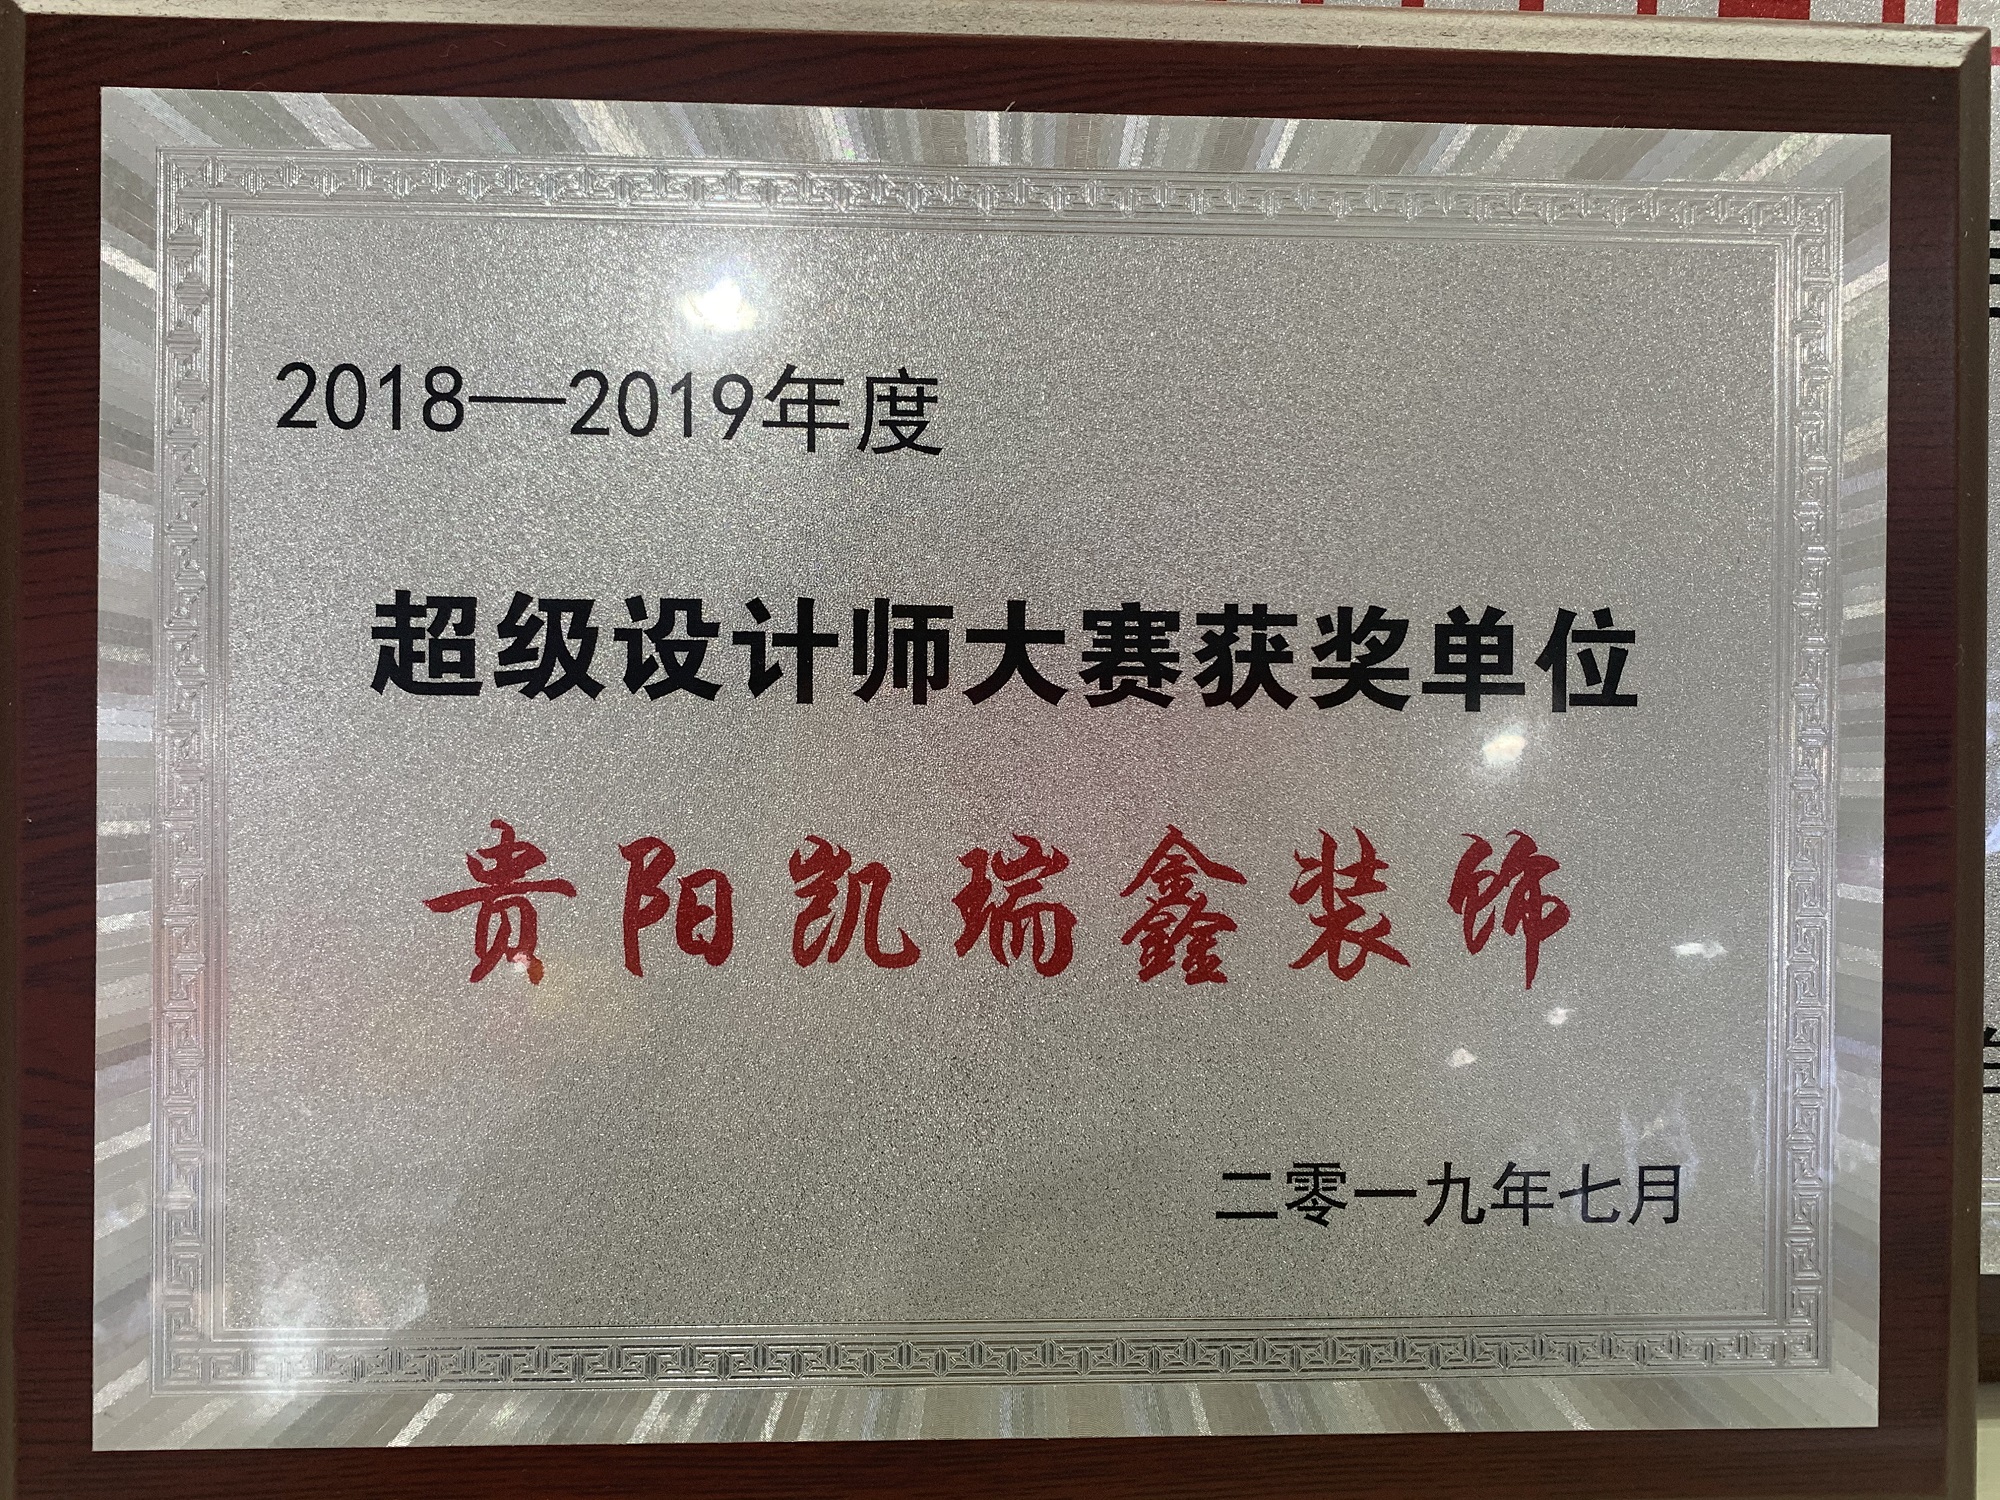 2018—2019年度
超级设计师大赛获奖单位
贵阳凯瑞鑫装饰
二零一九年七月